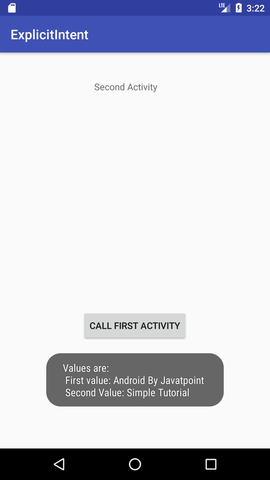 LTE 3:22
ExplicitIntent
Second Activity
CALL FIRST ACTIVITY
Values are:
First value: Android By Javatpoint
Second Value: Simple Tutorial